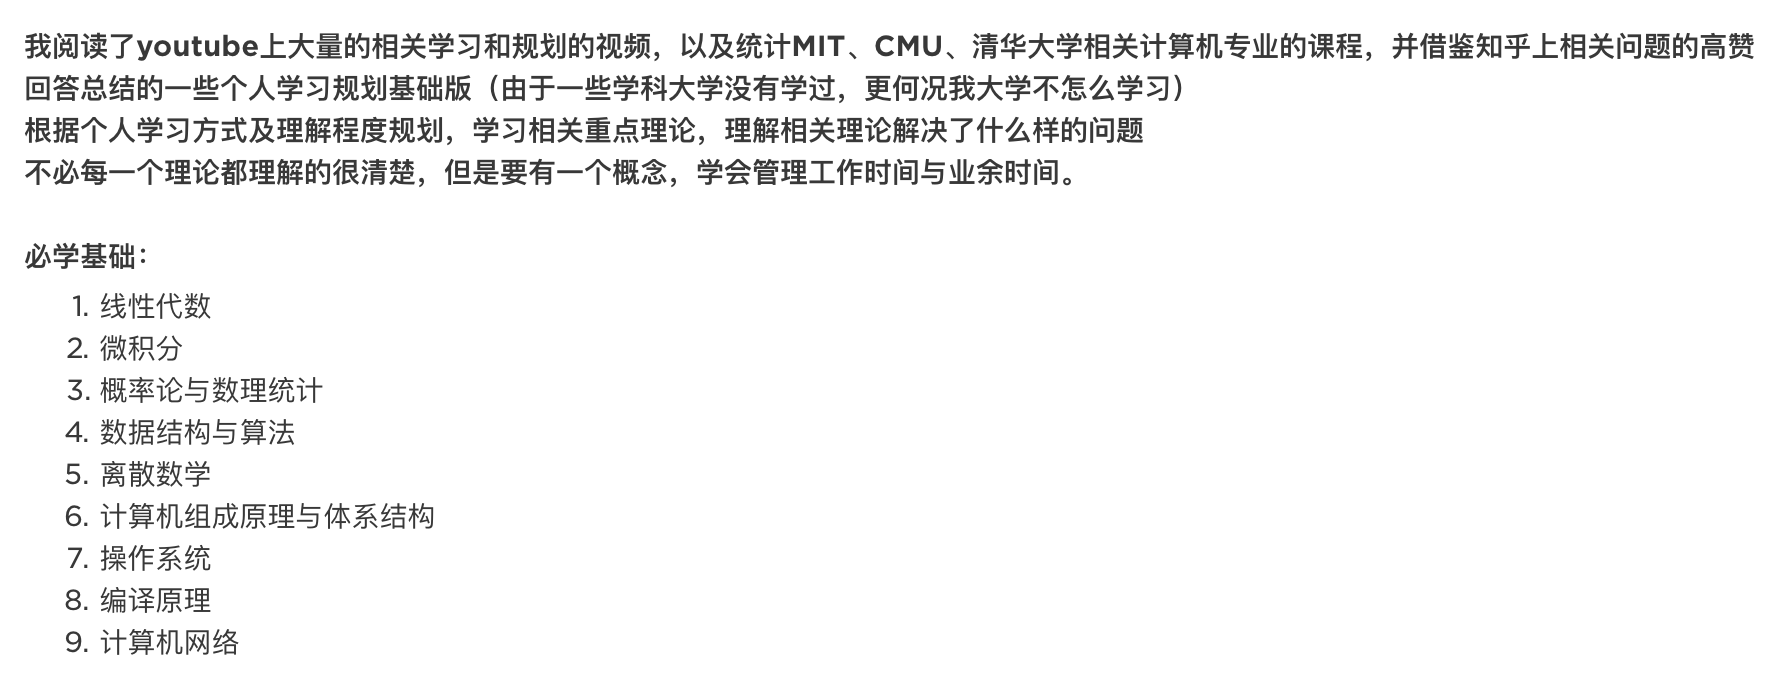 我阅读了youtube上大量的相关学习和规划的视频，以及统计MIT、CMU、清华大学相关计算机专业的课程，并借鉴知乎上相关问题的高赞
回答总结的一些个人学习规划基础版（由于一些学科大学没有学过，更何况我大学不怎么学习）
根据个人学习方式及理解程度规划，学习相关重点理论，理解相关理论解决了什么样的问题
不必每一个理论都理解的很清楚，但是要有一个概念，学会管理工作时间与业余时间。
必学基础：
1. 线性代数
2. 微积分
3. 概率论与数理统计
4. 数据结构与算法
5. 离散数学
6. 计算机组成原理与体系结构
7. 操作系统
8. 编译原理
9. 计算机网络